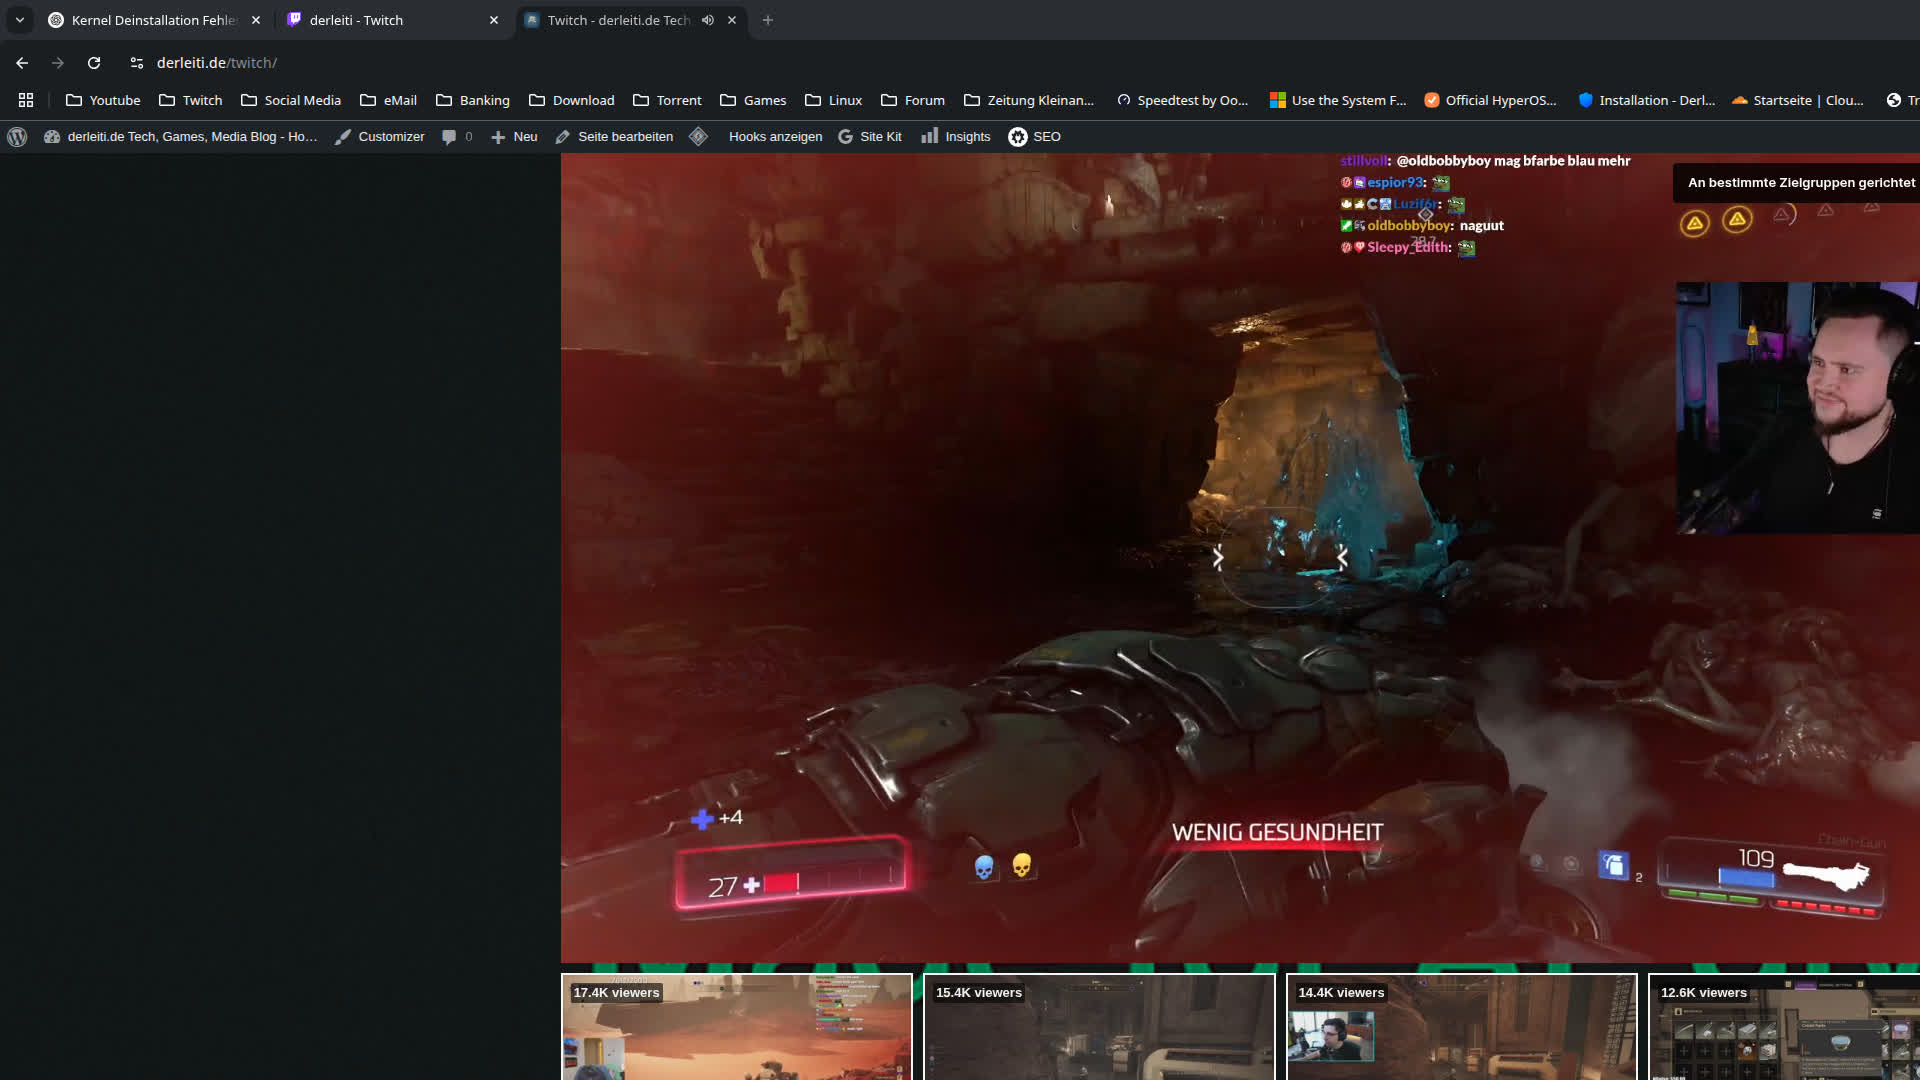 Kernel Deinstallation Fehle
derleiti - Twitch
Twitch - derleiti.de Tech
derleiti.de/twitch/
Youtube
Twitch
Social Media
eMail
Banking
Download
Torrent
Games
Linux
Forum
Zeitung Kleinan...
Speedtest by Oo...
Use the System F...
Official HyperOS...
Installation - Derl...
Startseite | Clou...
Tr
derleiti.de Tech, Games, Media Blog - Ho...
Customizer
0
Neu
Seite bearbeiten
Hooks anzeigen
Site Kit
Insights
SEO
stillvoll: @oldbobbyboy mag bfarbe blau mehr
espior93:
Luzif6r:
oldbobbyboy: naguut
Sleepy_Edith:
An bestimmte Zielgruppen gerichtet
+4
27
WENIG GESUNDHEIT
2
Chain-Gun
109
17.4K viewers
15.4K viewers
14.4K viewers
12.6K viewers